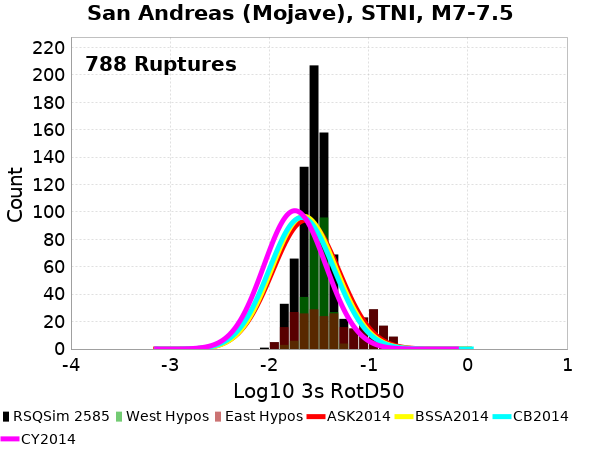 San Andreas (Mojave), STNI, M7-7.5
788 Ruptures
220
200
180
160
140
120
100
80
60
40
20
0
Count
-4 -3 -2 -1 0 1
Log10 3s RotD50
RSQSim 2585 West Hypos East Hypos ASK2014 BSSA2014 CB2014
CY2014